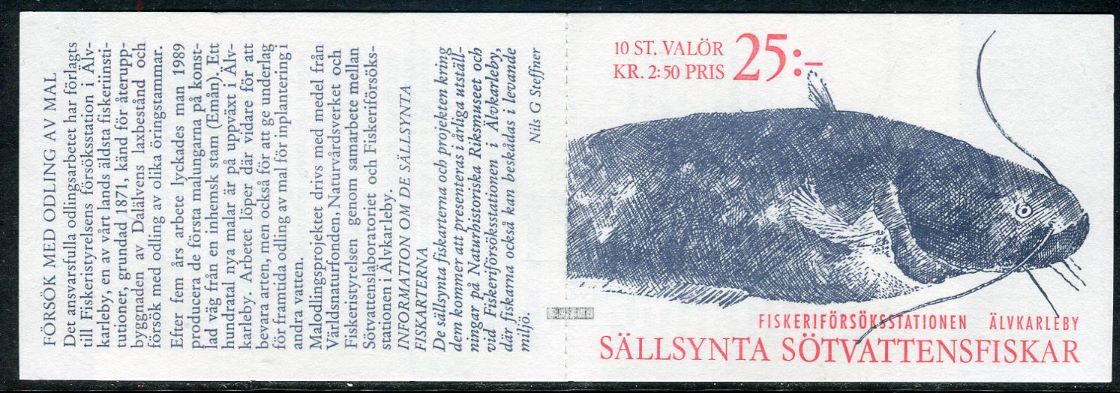 FÖRSÖK MED ODLING AV MAL
Det ansvarsfulla odlingsarbetet har förlagts
till Fiskeristyrelsens försöksstation i Älv-
karleby, en av vårt lands äldsta fiskeriinsti-
tutioner, grundad 1871, känd för återupp-
byggnaden av Dalälvens laxbestånd och
försök med odling av olika öringstammar.
Efter fem års arbete lyckades man 1989
producera de första malungarna på konst-
lad väg från en inhemsk stam (Emån). Ett
hundratal nya malar är på uppväxt i Älv-
karleby. Arbetet löper där vidare för att
bevara arten, men också för att ge underlag
för framtida odling av mal för inplantering i
andra vatten.
Malodlingsprojektet drivs med medel från
Världsnaturfonden, Naturvårdsverket och
Fiskeristyrelsen genom samarbete mellan
Sötvattenslaboratoriet och Fiskeriförsöks-
stationen i Älvkarleby.
INFORMATION OM DE SÄLLSYNTA
FISKARTERNA
De sällsynta fiskarterna och projekten kring
dem kommer att presenteras i årliga utställ-
ningar på Naturhistoriska Riksmuseet och
vid Fiskeriförsöksstationen i Älvkarleby,
där fiskarna också kan beskådas i levande
miljö.
Nils G Steffner
10 ST. VALÖR
KR. 2:50 PRIS 25:-
FISKERIFÖRSÖKSSTATIONEN ÄLVKARLEBY
SÄLLSYNTA SÖTVATTENSFISKAR